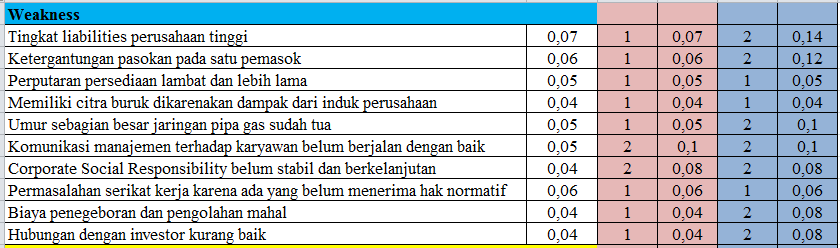 Weakness
Tingkat liabilities perusahaan tinggi 0,07 1 0,07 2 0,14
Ketergantungan pasokan pada satu pemasok 0,06 1 0,06 2 0,12
Perputaran persediaan lambat dan lebih lama 0,05 1 0,05 1 0,05
Memiliki citra buruk dikarenakan dampak dari induk perusahaan 0,04 1 0,04 1 0,04
Umur sebagian besar jaringan pipa gas sudah tua 0,05 1 0,05 2 0,1
Komunikasi manajemen terhadap karyawan belum berjalan dengan baik 0,05 2 0,1 2 0,1
Corporate Social Responsibility belum stabil dan berkelanjutan 0,04 2 0,08 2 0,08
Permasalahan serikat kerja karena ada yang belum menerima hak normatif 0,06 1 0,06 1 0,06
Biaya penegeboran dan pengolahan mahal 0,04 1 0,04 2 0,08
Hubungan dengan investor kurang baik 0,04 1 0,04 2 0,08